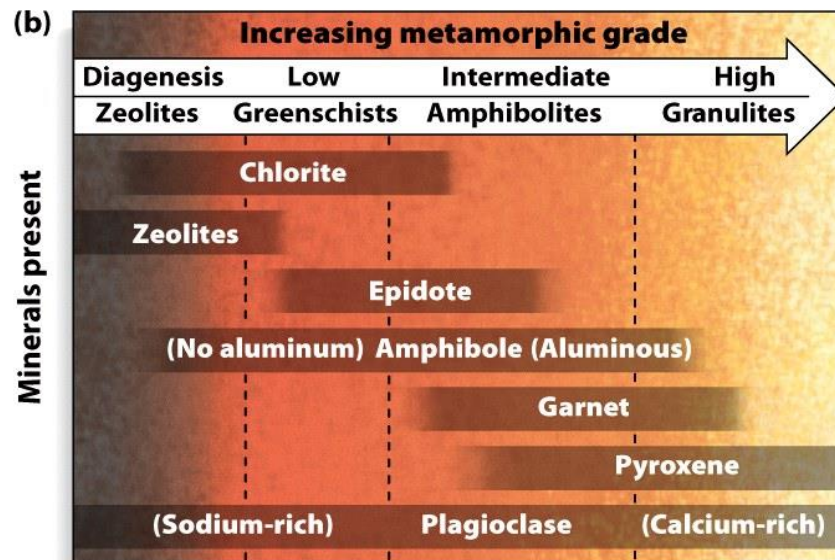 (b)
Increasing metamorphic grade
Diagenesis Low Intermediate High
Zeolites Greenschists Amphibolites Granulites
Minerals present
Chlorite
Zeolites
Epidote
(No aluminum) Amphibole (Aluminous)
Garnet
Pyroxene
(Sodium-rich) Plagioclase (Calcium-rich)